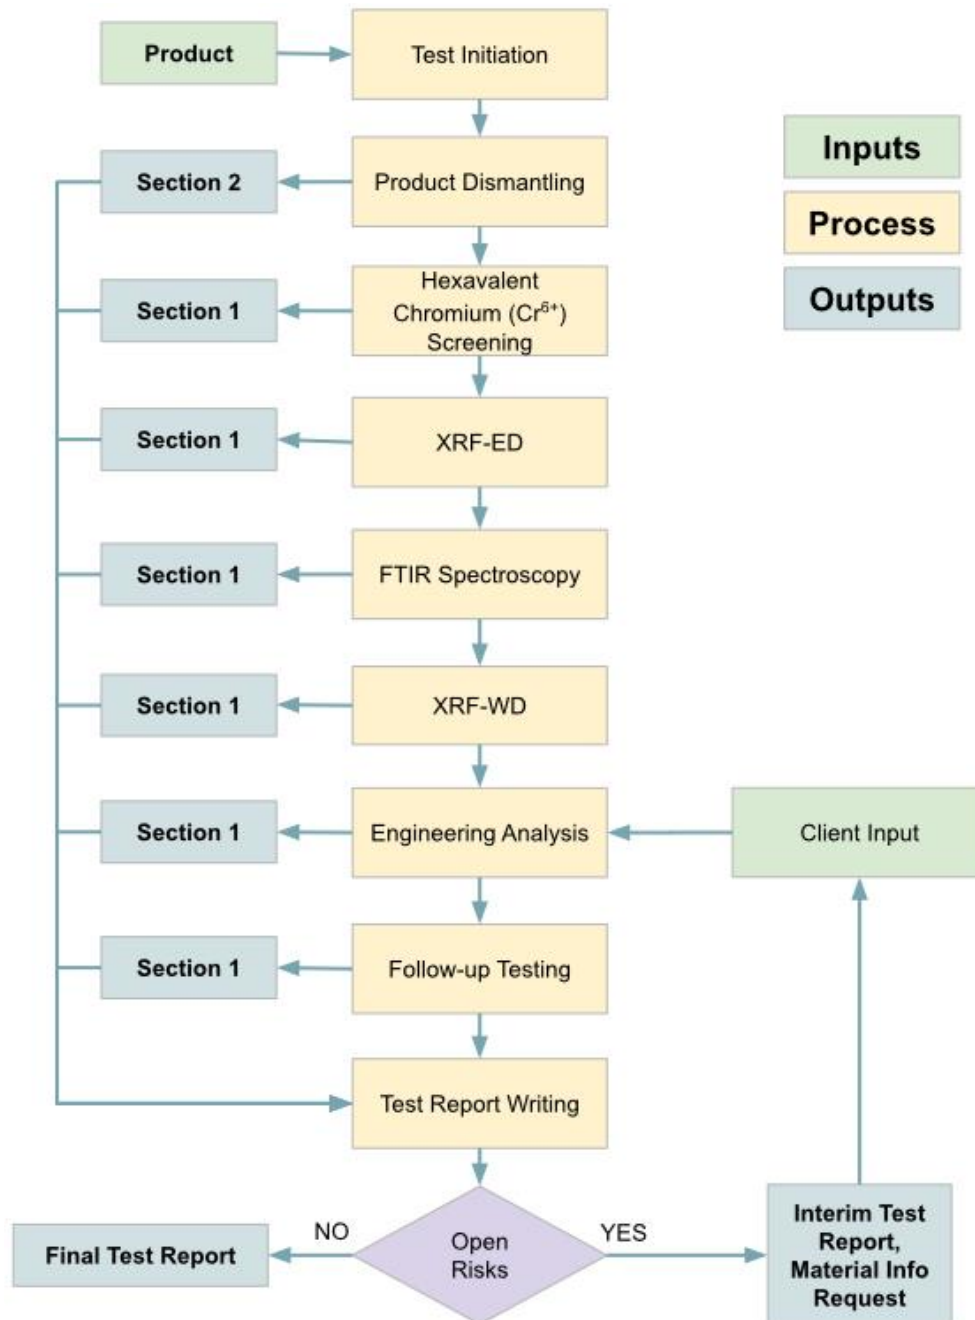 Product
Test Initiation
Inputs
Section 2
Product Dismantling
Process
Section 1
Hexavalent
Chromium (Cr⁶⁺)
Screening
Outputs
Section 1
XRF-ED
Section 1
FTIR Spectroscopy
Section 1
XRF-WD
Section 1
Engineering Analysis
Client Input
Section 1
Follow-up Testing
Test Report Writing
NO
YES
Final Test Report
Open
Risks
Interim Test
Report,
Material Info
Request